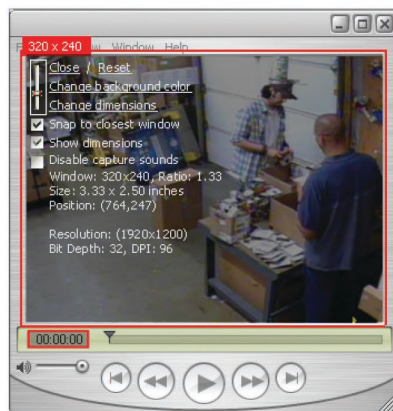 320 x 240
Window Help
Close / Reset
Change background color
Change dimensions
Snap to closest window
Show dimensions
Disable capture sounds
Window: 320x240, Ratio: 1.33
Size: 3.33 x 2.50 inches
Position: (764,247)
Resolution: (1920x1200)
Bit Depth: 32, DPI: 96
00:00:00